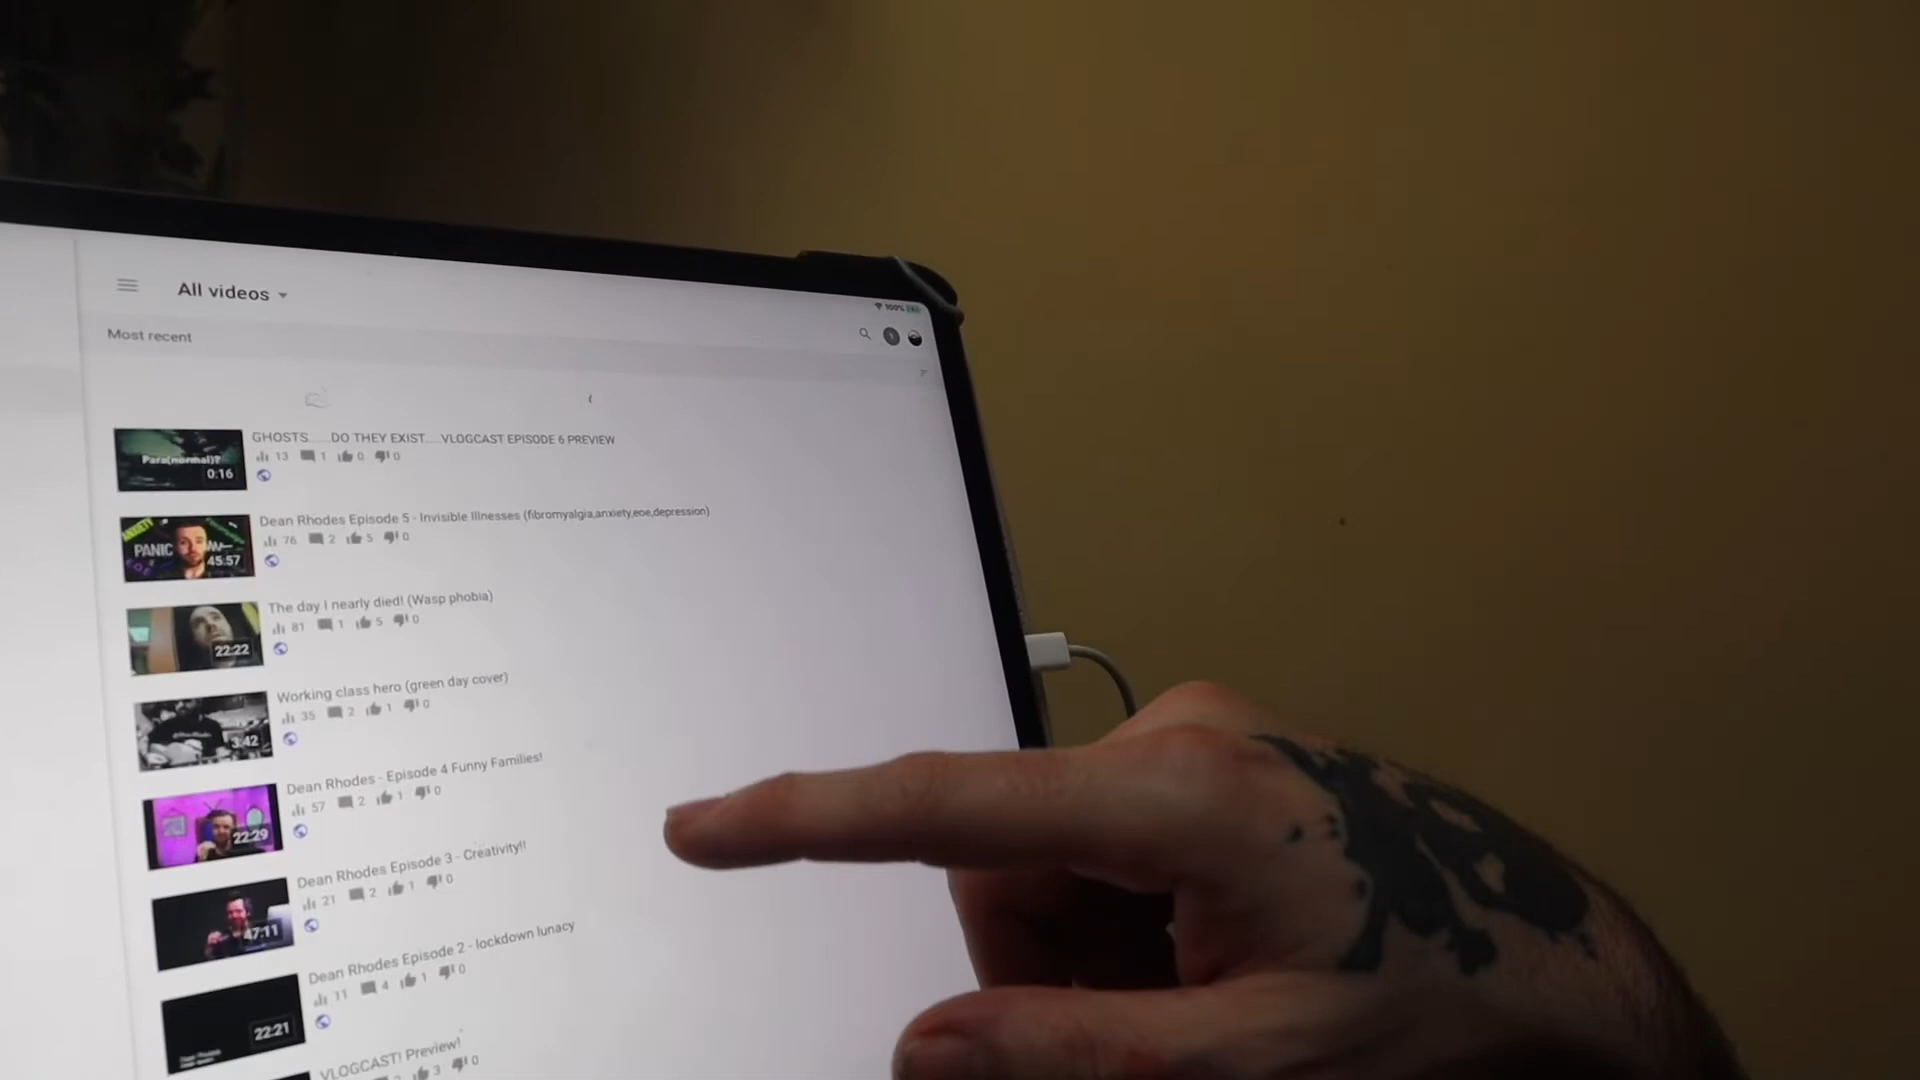 All videos
100%
Most recent
Para(normal)?
0:16
GHOSTS......DO THEY EXIST.....VLOGCAST EPISODE 6 PREVIEW
13 1 0 0
ANXIETY
PANIC
EOE
45:57
Dean Rhodes Episode 5 - Invisible Illnesses (fibromyalgia,anxiety,eoe,depression)
76 2 5 0
22:22
The day I nearly died! (Wasp phobia)
81 1 5 0
3:42
Working class hero (green day cover)
35 2 1 0
22:29
Dean Rhodes - Episode 4 Funny Families!
57 2 1 0
47:11
Dean Rhodes Episode 3 - Creativity!!
21 2 1 0
22:21
Dean Rhodes Episode 2 - lockdown lunacy
11 4 1 0
VLOGCAST! Preview!
3 0